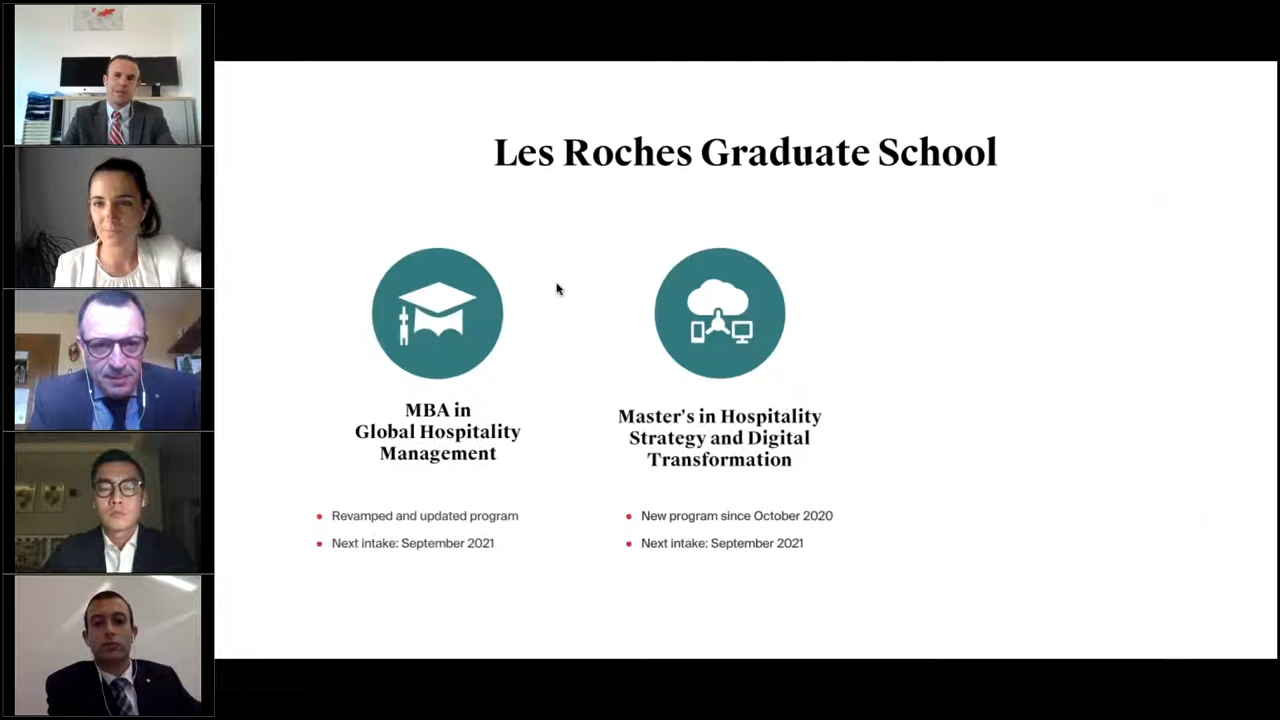 Les Roches Graduate School
MBA in
Global Hospitality
Management
• Revamped and updated program
• Next intake: September 2021
Master's in Hospitality
Strategy and Digital
Transformation
• New program since October 2020
• Next intake: September 2021